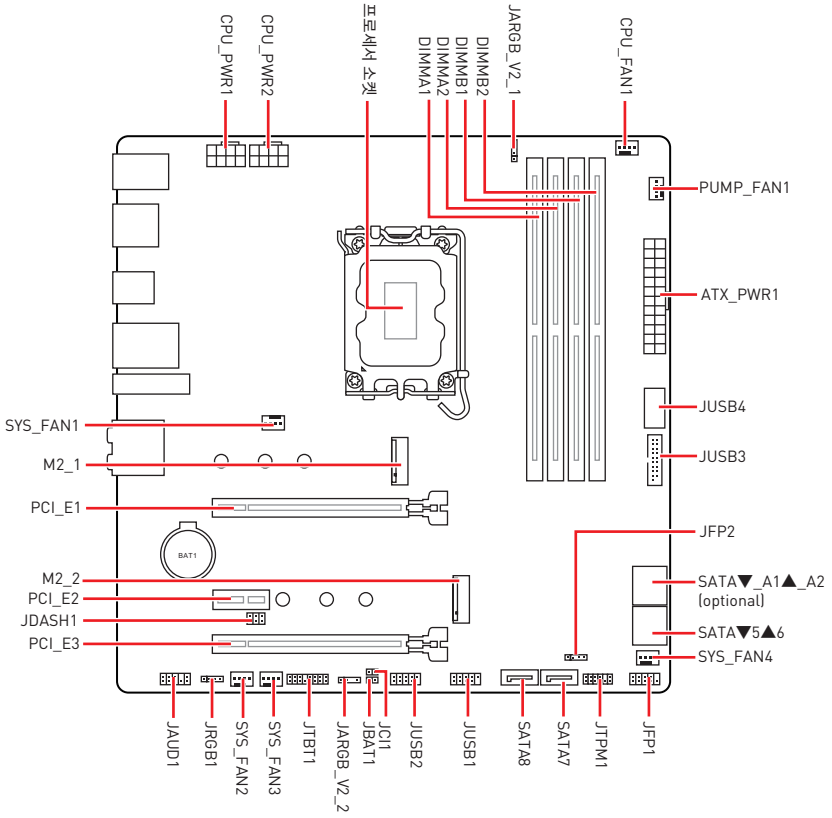 CPU_PWR1
CPU_PWR2
프로세서 소켓
DIMMA1
DIMMA2
DIMMB1
DIMMB2
JARGB_V2_1
CPU_FAN1
PUMP_FAN1
ATX_PWR1
JUSB4
JUSB3
JFP2
SATA▼_A1▲_A2
(optional)
SATA▼5▲6
SYS_FAN4
SYS_FAN1
M2_1
PCI_E1
BAT1
M2_2
PCI_E2
JDASH1
PCI_E3
JAUD1
JRGB1
SYS_FAN2
SYS_FAN3
JTBT1
JARGB_V2_2
JBAT1
JCI1
JUSB2
JUSB1
SATA8
SATA7
JTPM1
JFP1